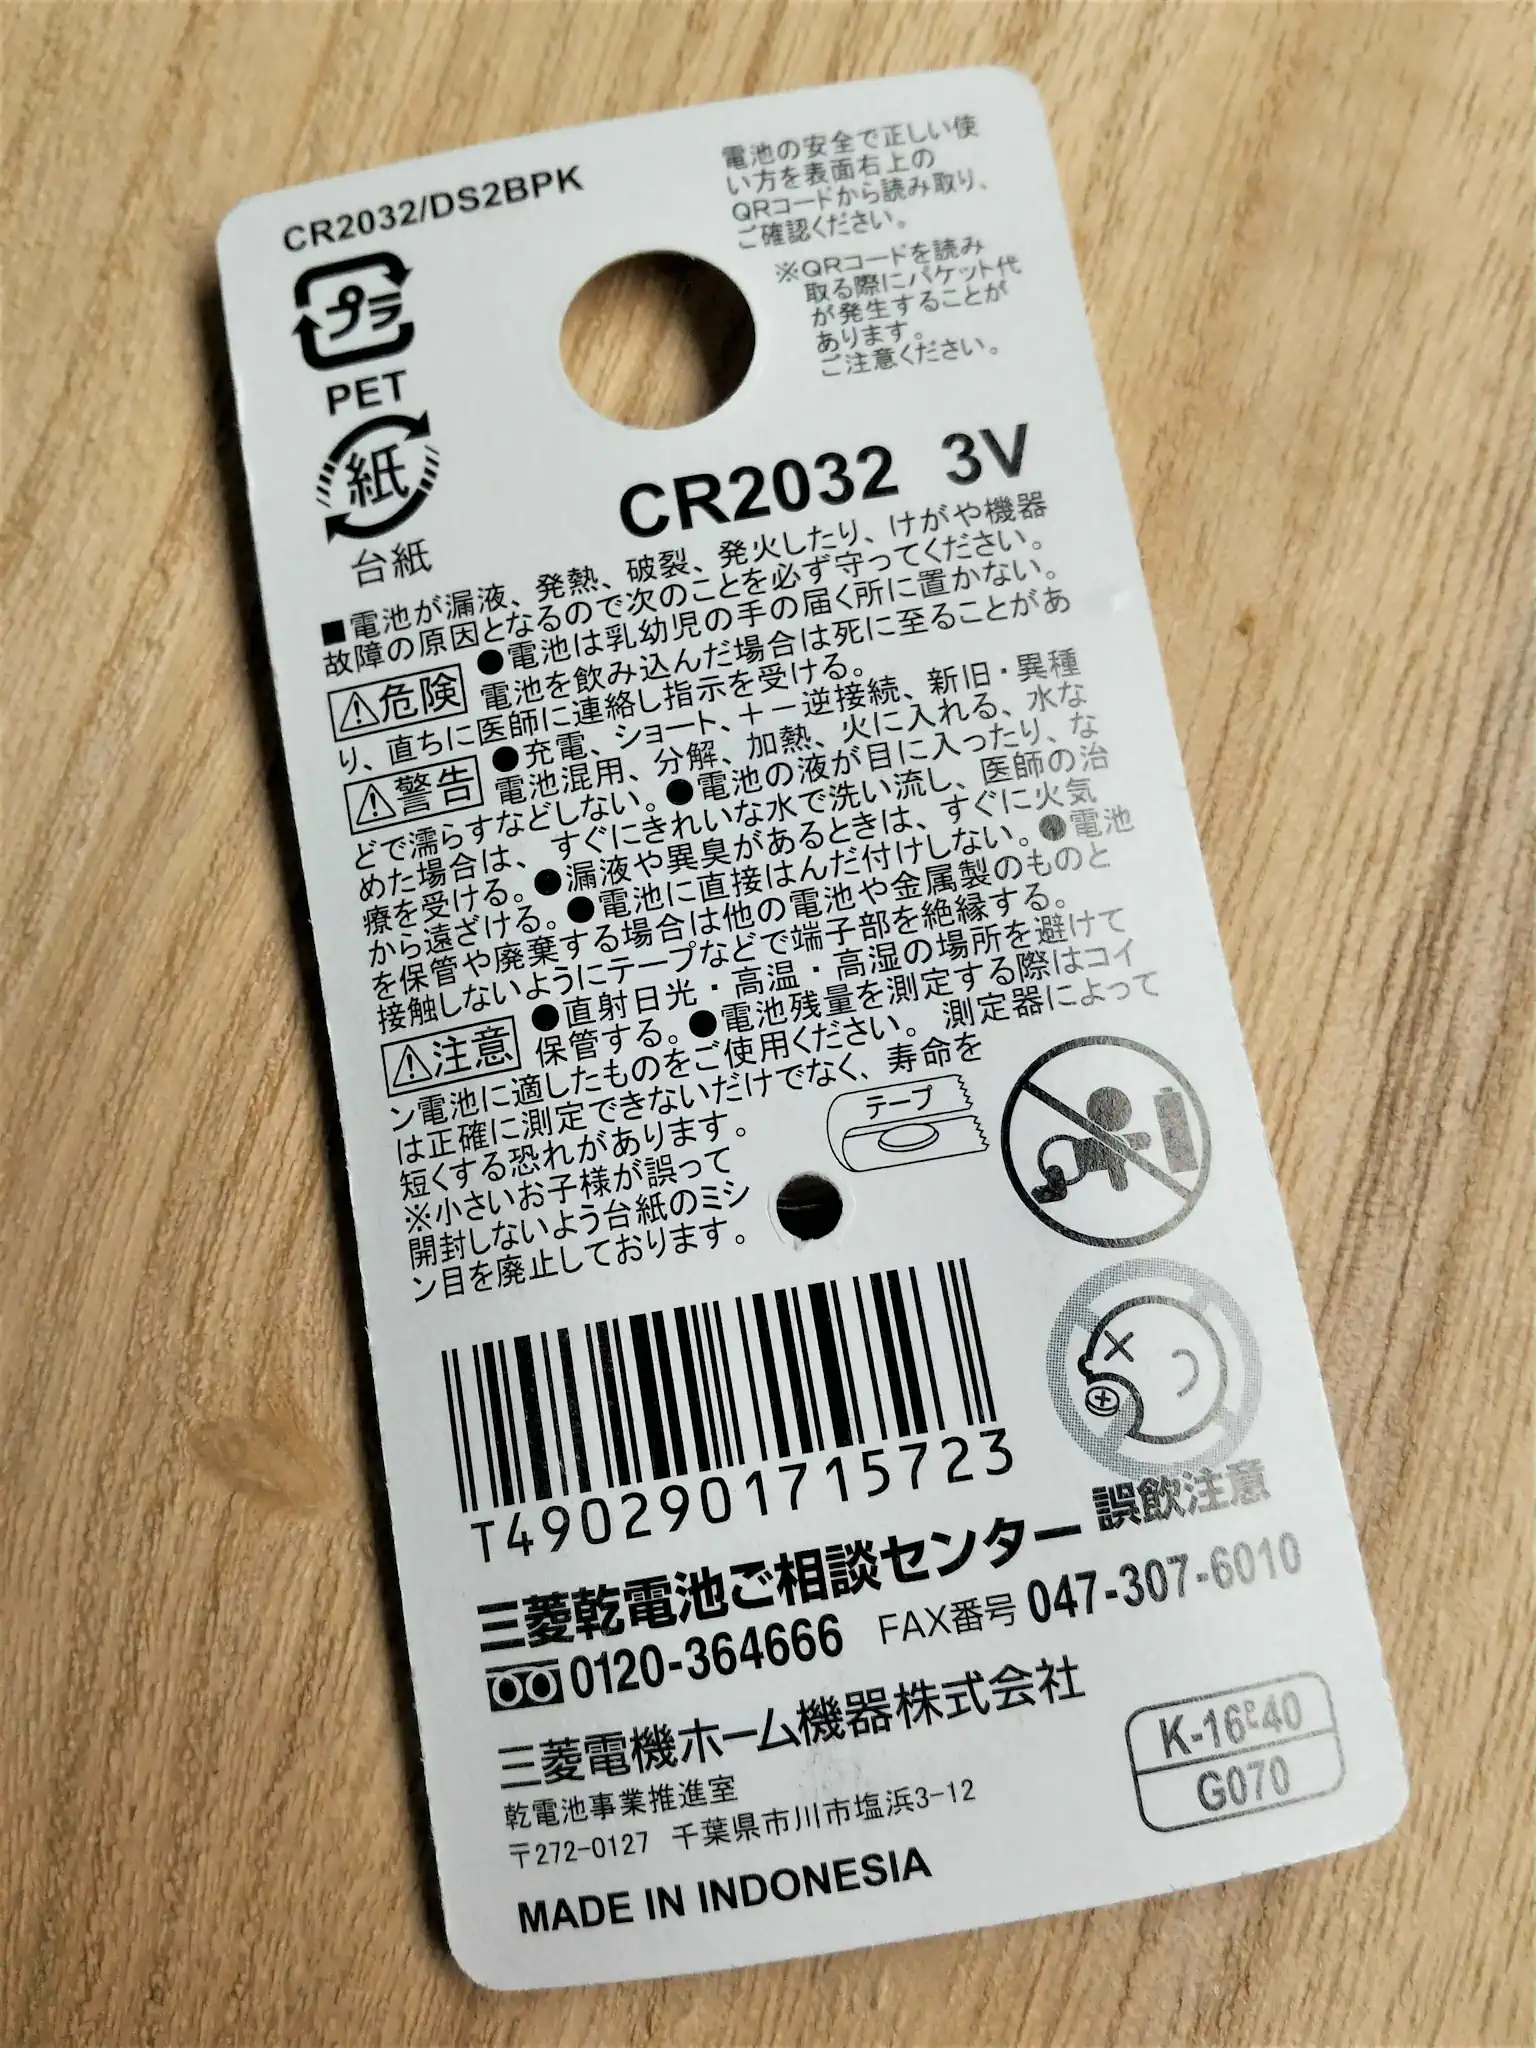 CR2032/DS2BPK
電池の安全で正しい使
い方を表面右上の
QRコードから読み取り、
ご確認ください。
※QRコードを読み
取る際にパケット代
が発生することが
あります。
ご注意ください。
プラ
PET
紙
台紙
CR2032 3V
■電池が漏液、発熱、破裂、発火したり、けがや機器
故障の原因となるので次のことを必ず守ってください。
⚠危険 ●電池は乳幼児の手の届く所に置かない。
電池を飲み込んだ場合は死に至ることがあ
り、直ちに医師に連絡し指示を受ける。
⚠警告 ●充電、ショート、+−逆接続、新旧・異種
電池混用、分解、加熱、火に入れる、水な
どで濡らすなどしない。●電池の液が目に入ったり、な
めた場合は、すぐにきれいな水で洗い流し、医師の治
療を受ける。●漏液や異臭があるときは、すぐに火気
から遠ざける。●電池に直接はんだ付けしない。●電池
を保管や廃棄する場合は他の電池や金属製のものと
接触しないようにテープなどで端子部を絶縁する。
⚠注意 ●直射日光・高温・高湿の場所を避けて
保管する。●電池残量を測定する際はコイ
ン電池に適したものをご使用ください。測定器によって
は正確に測定できないだけでなく、寿命を
短くする恐れがあります。
※小さいお子様が誤って
開封しないよう台紙のミシ
ン目を廃止しております。
テープ
T4902901715723
誤飲注意
三菱乾電池ご相談センター
0120-364666 FAX番号 047-307-6010
三菱電機ホーム機器株式会社
乾電池事業推進室
〒272-0127 千葉県市川市塩浜3-12
MADE IN INDONESIA
K-16E40
G070